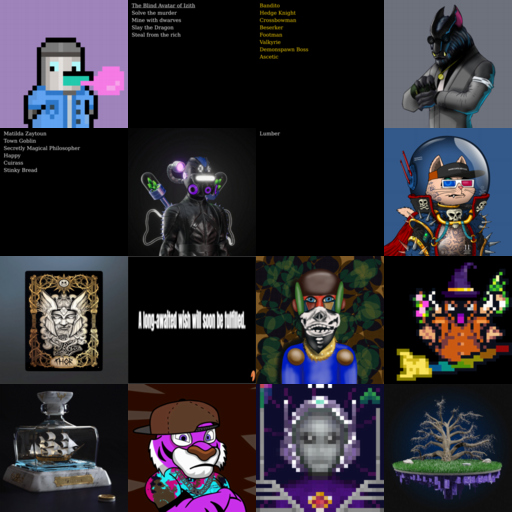 The Blind Avatar of Izith
Solve the murder
Mine with dwarves
Slay the Dragon
Steal from the rich
Bandito
Hedge Knight
Crossbowman
Beserker
Footman
Valkyrie
Demonspawn Boss
Ascetic
Matilda Zaytoun
Town Goblin
Secretly Magical Philosopher
Happy
Cuirass
Stinky Bread
Lumber
A long-awaited wish will soon be fulfilled.